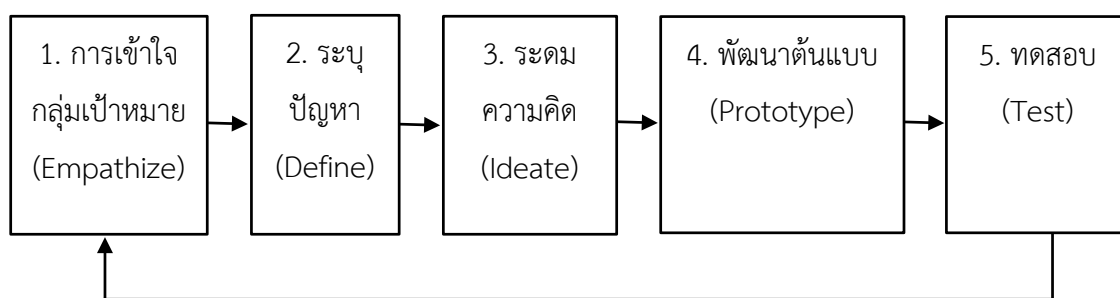 1. การเข้าใจ
กลุ่มเป้าหมาย
(Empathize)
2. ระบุ
ปัญหา
(Define)
3. ระดม
ความคิด
(Ideate)
4. พัฒนาต้นแบบ
(Prototype)
5. ทดสอบ
(Test)